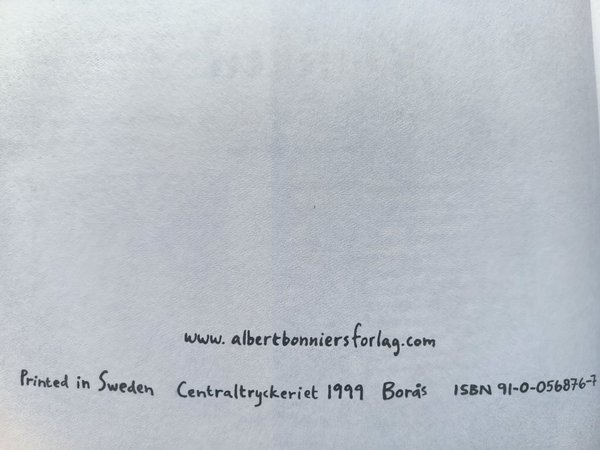 www.albertbonniersforlag.com
Printed in Sweden Centraltryckeriet 1999 Borås ISBN 91-0-056876-7